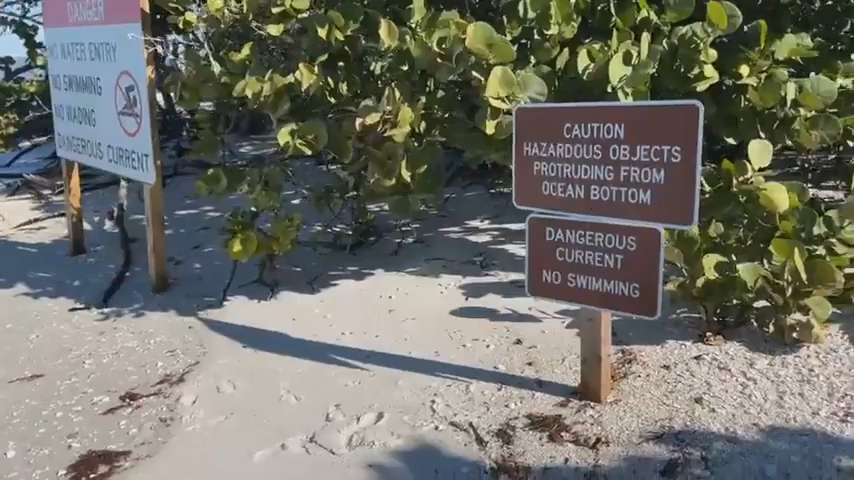 DANGER
NO WATER ENTRY
NO SWIMMING
NO WADING
DANGEROUS CURRENT
CAUTION
HAZARDOUS OBJECTS
PROTRUDING FROM
OCEAN BOTTOM
DANGEROUS
CURRENT
NO SWIMMING